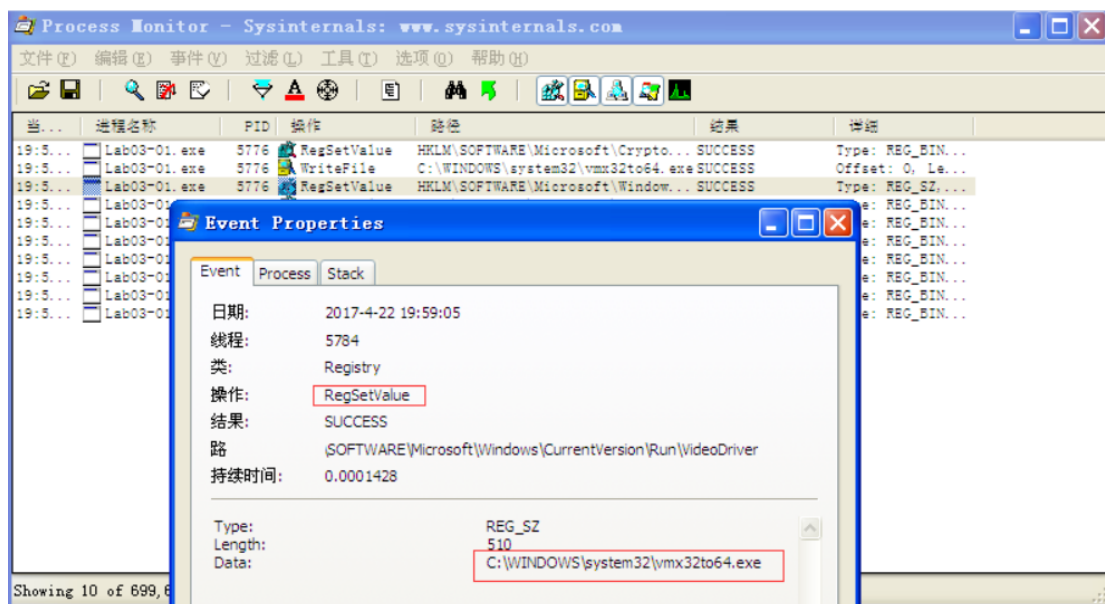 Process Monitor - Sysinternals: www.sysinternals.com
文件(F) 编辑(E) 事件(V) 过滤(L) 工具(T) 选项(O) 帮助(H)
当... 进程名称 PID 操作 路径 结果 详细
19:5... Lab03-01.exe 5776 RegSetValue HKLM\SOFTWARE\Microsoft\Crypto... SUCCESS Type: REG_BIN...
19:5... Lab03-01.exe 5776 WriteFile C:\WINDOWS\system32\vmx32to64.exe SUCCESS Offset: 0, Le...
19:5... Lab03-01.exe 5776 RegSetValue HKLM\SOFTWARE\Microsoft\Window... SUCCESS Type: REG_SZ,...
19:5... Lab03-01 e: REG_BIN...
19:5... Lab03-01 e: REG_BIN...
19:5... Lab03-01 e: REG_BIN...
19:5... Lab03-01 e: REG_BIN...
19:5... Lab03-01 e: REG_BIN...
19:5... Lab03-01 e: REG_BIN...
19:5... Lab03-01 e: REG_BIN...
Event Properties
Event Process Stack
日期: 2017-4-22 19:59:05
线程: 5784
类: Registry
操作: RegSetValue
结果: SUCCESS
路 \SOFTWARE\Microsoft\Windows\CurrentVersion\Run\VideoDriver
持续时间: 0.0001428
Type: REG_SZ
Length: 510
Data: C:\WINDOWS\system32\vmx32to64.exe
Showing 10 of 699,6